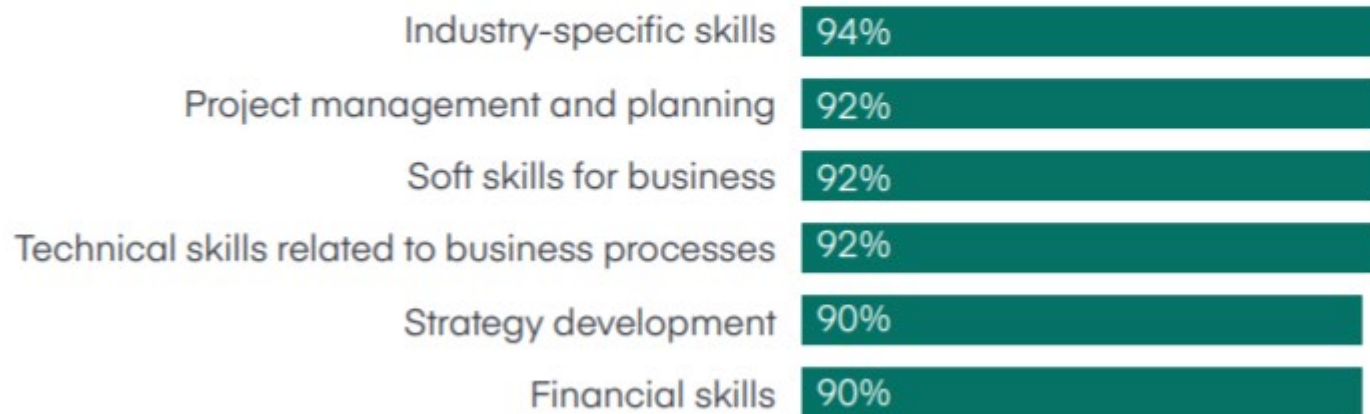 Industry-specific skills 94%
Project management and planning 92%
Soft skills for business 92%
Technical skills related to business processes 92%
Strategy development 90%
Financial skills 90%